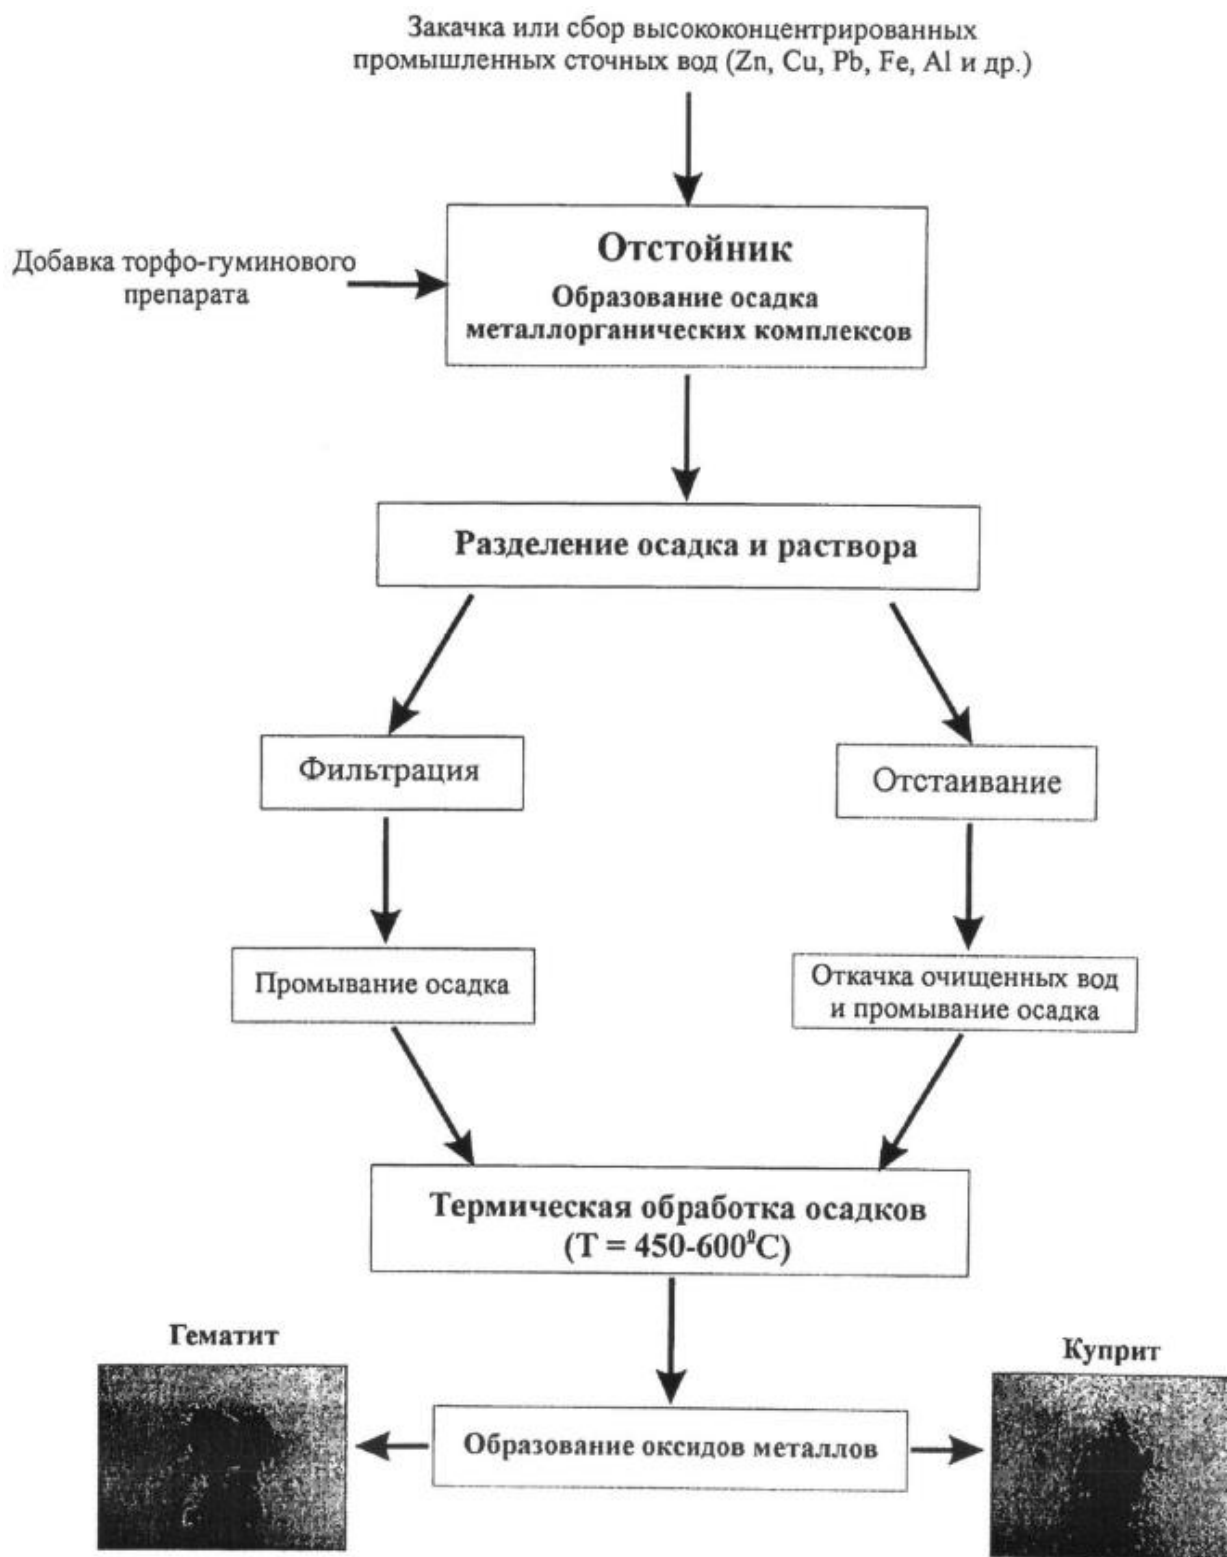 Закачка или сбор высококонцентрированных
промышленных сточных вод (Zn, Cu, Pb, Fe, Al и др.)
Добавка торфо-гуминового
препарата
Отстойник
Образование осадка
металлорганических комплексов
Разделение осадка и раствора
Фильтрация
Отстаивание
Промывание осадка
Откачка очищенных вод
и промывание осадка
Термическая обработка осадков
(T = 450-600⁰C)
Гематит
Куприт
Образование оксидов металлов